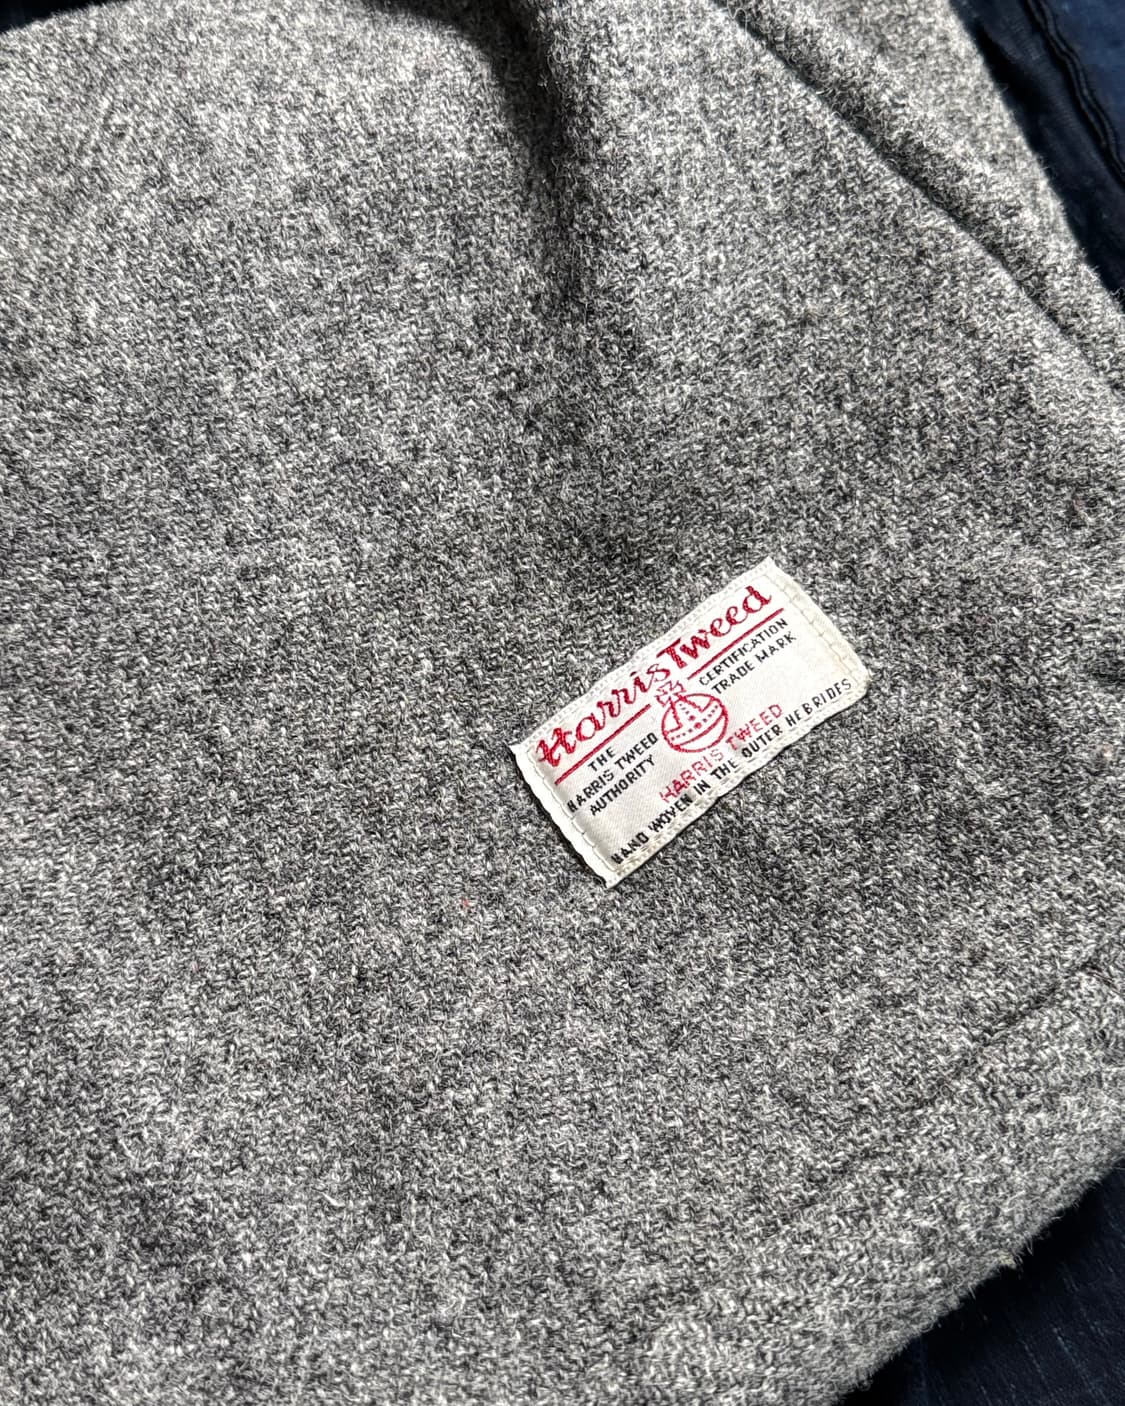 Harris Tweed
THE
HARRIS TWEED
AUTHORITY
CERTIFICATION
TRADE MARK
HARRIS TWEED
HAND WOVEN IN THE OUTER HEBRIDES